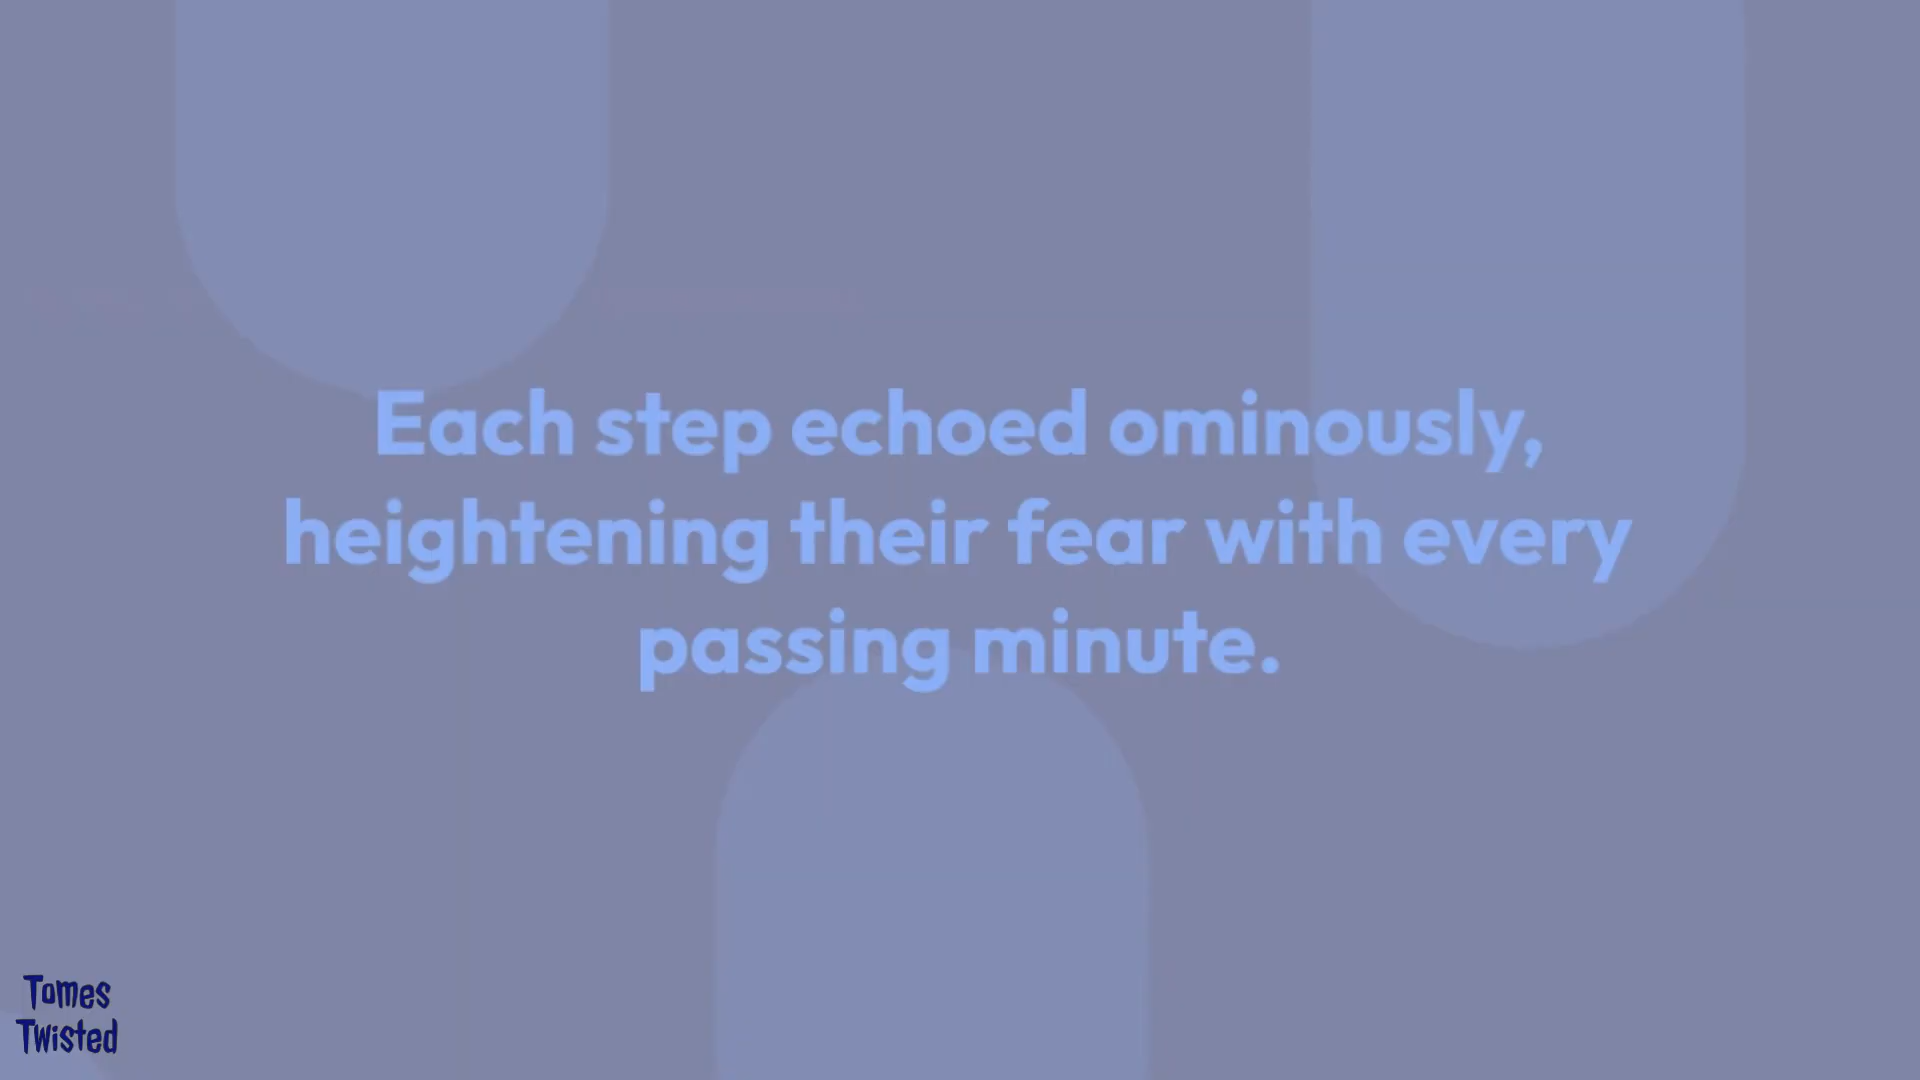 Each step echoed ominously,
heightening their fear with every
passing minute.
Tomes
Twisted